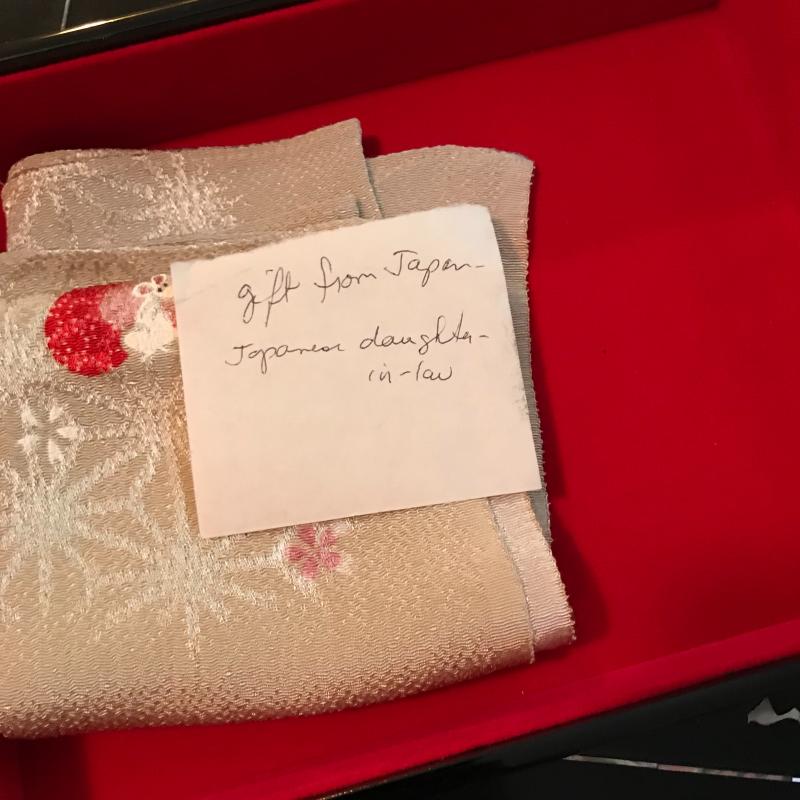 gift from Japan-
Japanese daughter-
in-law